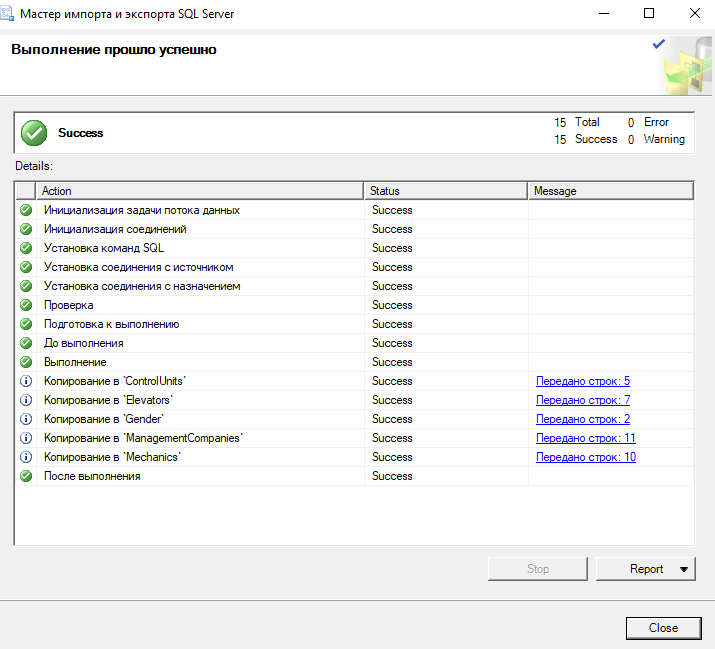 Мастер импорта и экспорта SQL Server
Выполнение прошло успешно
Success
15 Total 0 Error
15 Success 0 Warning
Details:
Action Status Message
Инициализация задачи потока данных Success
Инициализация соединений Success
Установка команд SQL Success
Установка соединения с источником Success
Установка соединения с назначением Success
Проверка Success
Подготовка к выполнению Success
До выполнения Success
Выполнение Success
Копирование в `ControlUnits` Success Передано строк: 5
Копирование в `Elevators` Success Передано строк: 7
Копирование в `Gender` Success Передано строк: 2
Копирование в `ManagementCompanies` Success Передано строк: 11
Копирование в `Mechanics` Success Передано строк: 10
После выполнения Success
Stop Report
Close